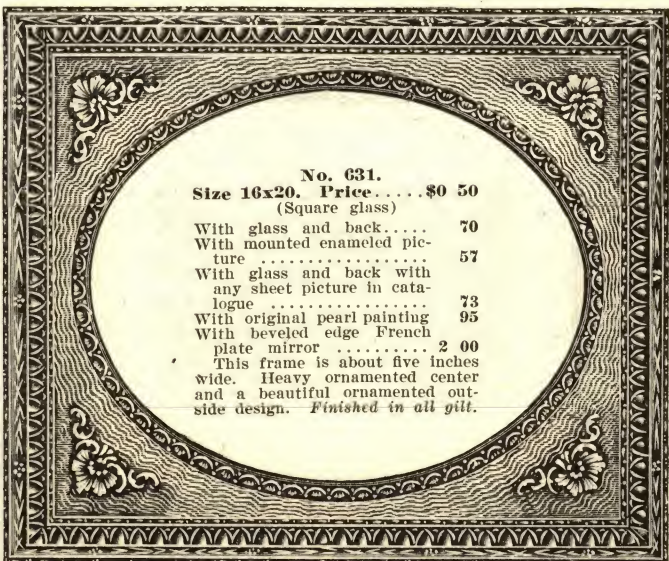 No. 631.
Size 16x20. Price.....$0 50
(Square glass)
With glass and back..... 70
With mounted enameled pic-
ture .................. 57
With glass and back with
any sheet picture in cata-
logue ................. 73
With original pearl painting 95
With beveled edge French
plate mirror .......... 2 00
This frame is about five inches
wide. Heavy ornamented center
and a beautiful ornamented out-
side design. Finished in all gilt.